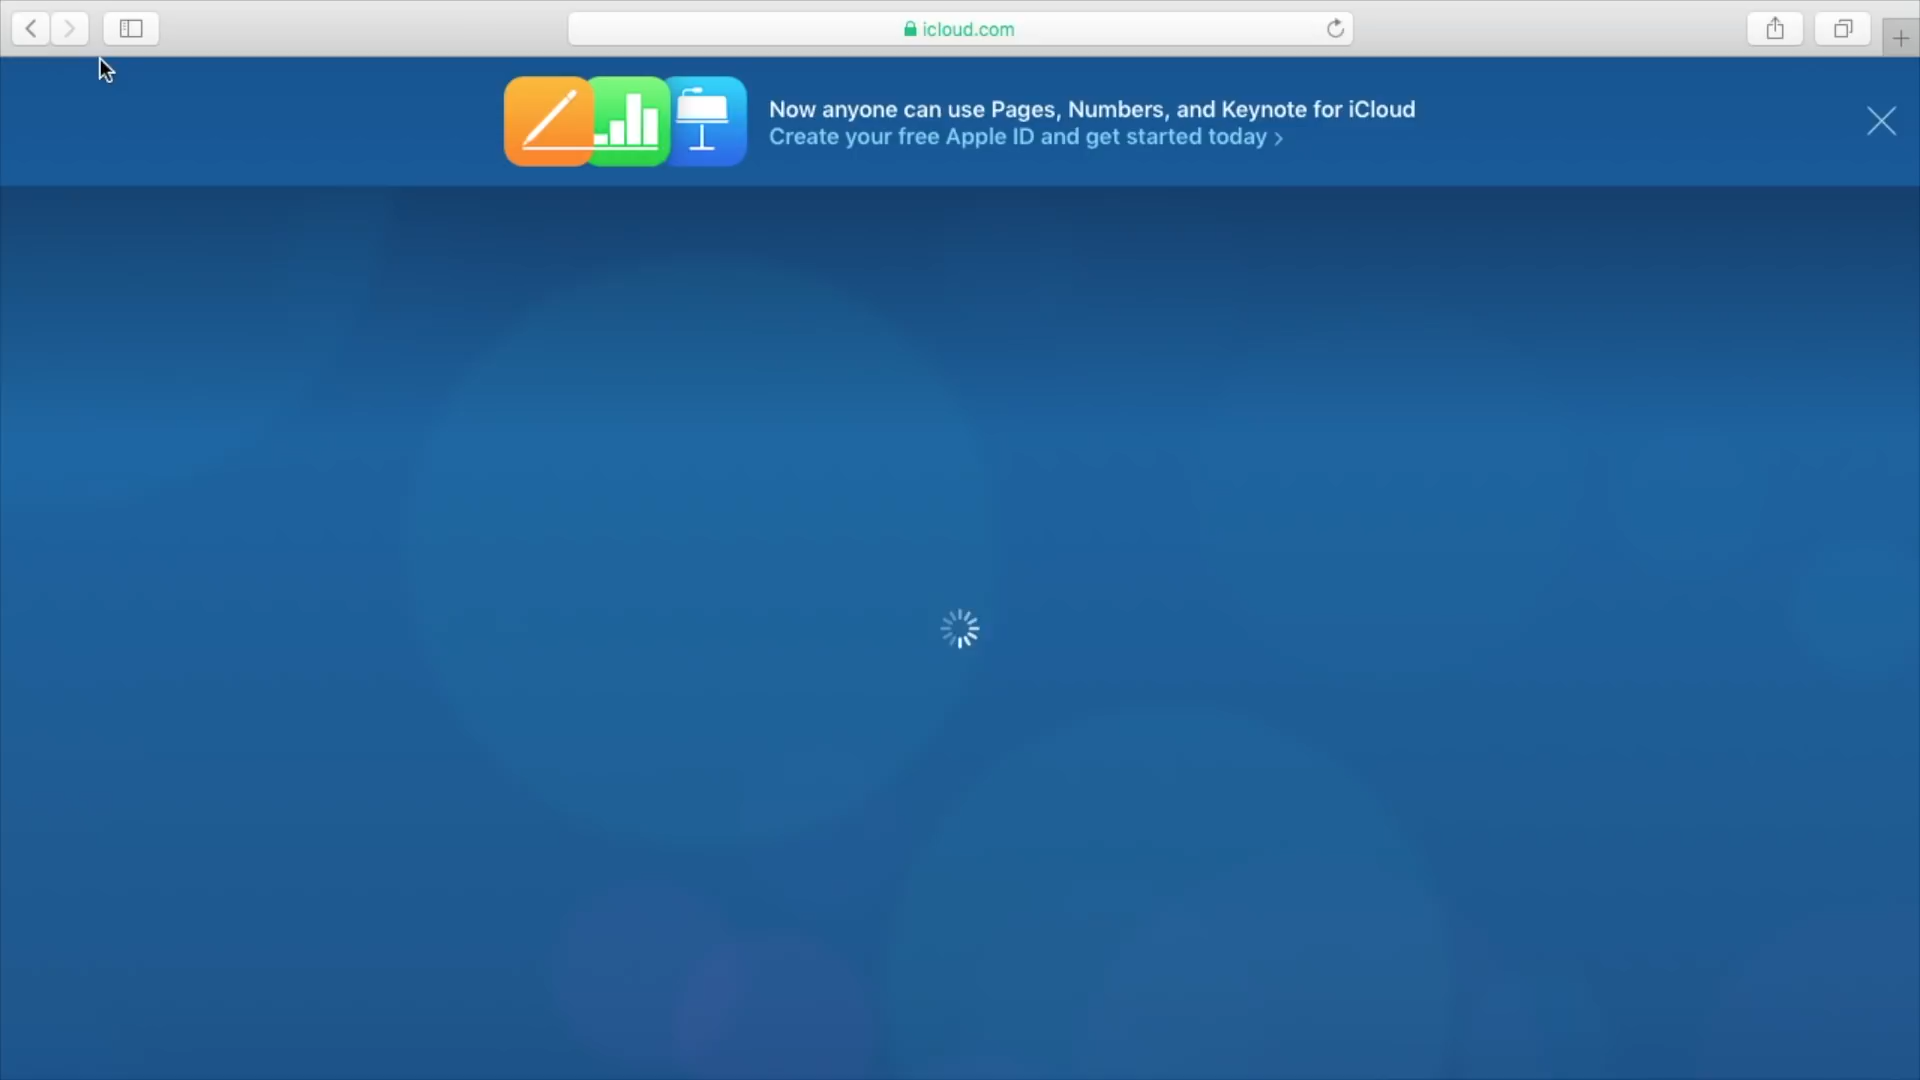 icloud.com
Now anyone can use Pages, Numbers, and Keynote for iCloud
Create your free Apple ID and get started today >